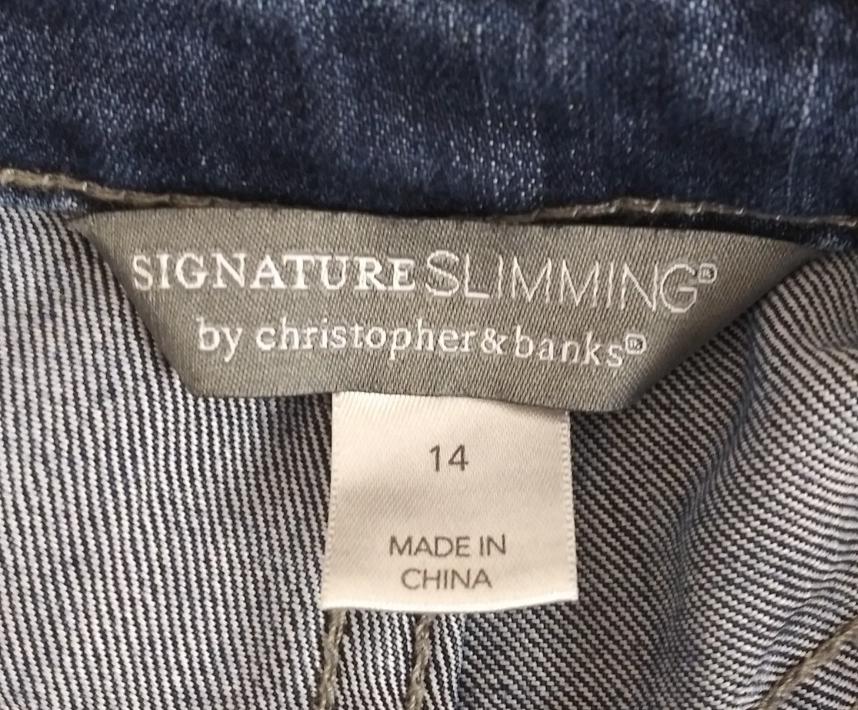 SIGNATURE SLIMMING®
by christopher & banks®
14
MADE IN
CHINA